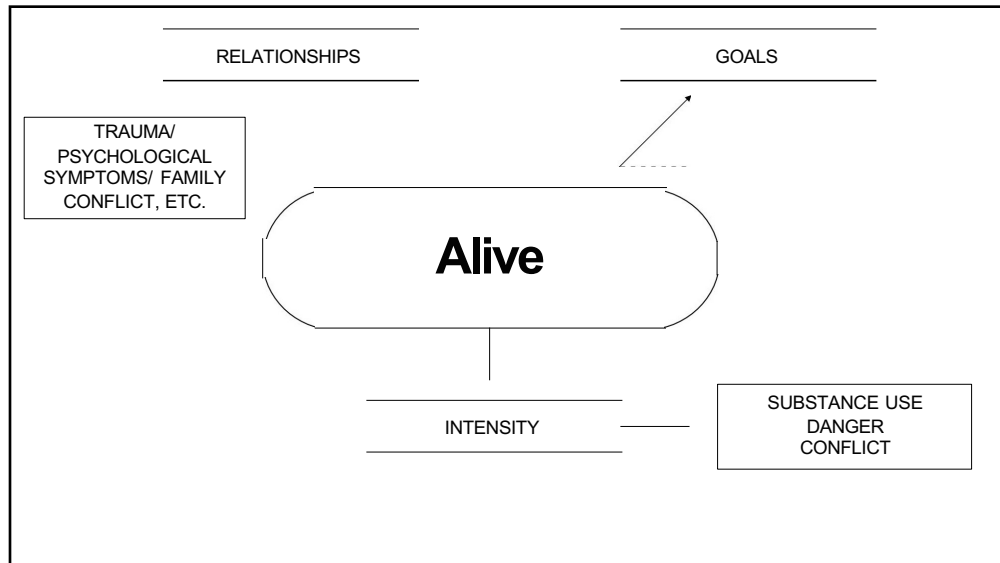 RELATIONSHIPS
GOALS
TRAUMA/
PSYCHOLOGICAL
SYMPTOMS/ FAMILY
CONFLICT, ETC.
Alive
INTENSITY
SUBSTANCE USE
DANGER
CONFLICT